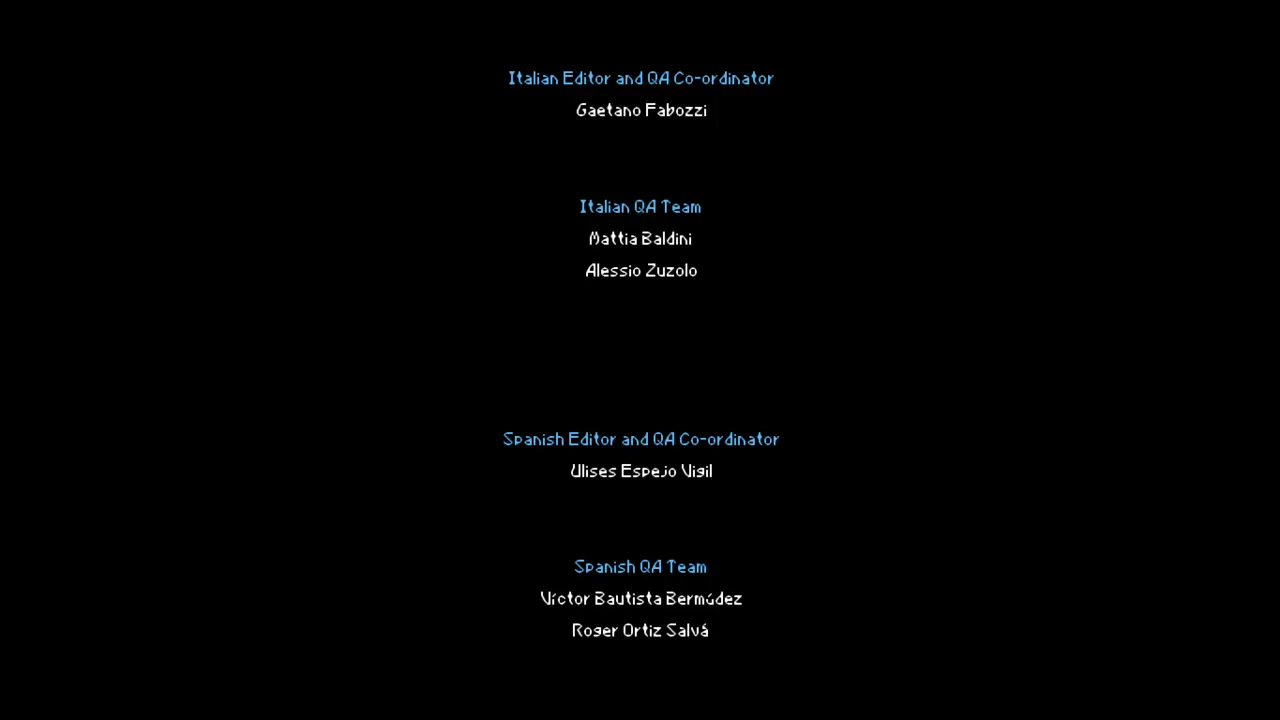 Italian Editor and QA Co-ordinator
Gaetano Fabozzi
Italian QA Team
Mattia Baldini
Alessio Zuzolo
Spanish Editor and QA Co-ordinator
Ulises Espejo Vigil
Spanish QA Team
Víctor Bautista Bermúdez
Roger Ortiz Salvá